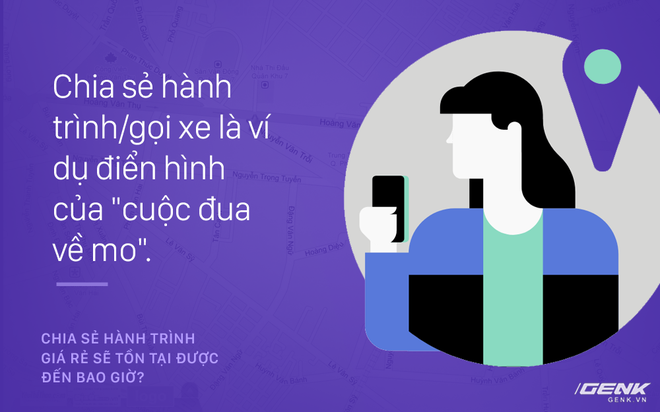 Chia sẻ hành
trình/gọi xe là ví
dụ điển hình
của "cuộc đua
về mo".
CHIA SẺ HÀNH TRÌNH
GIÁ RẺ SẼ TỒN TẠI ĐƯỢC
ĐẾN BAO GIỜ?
/GENK
GENK.VN